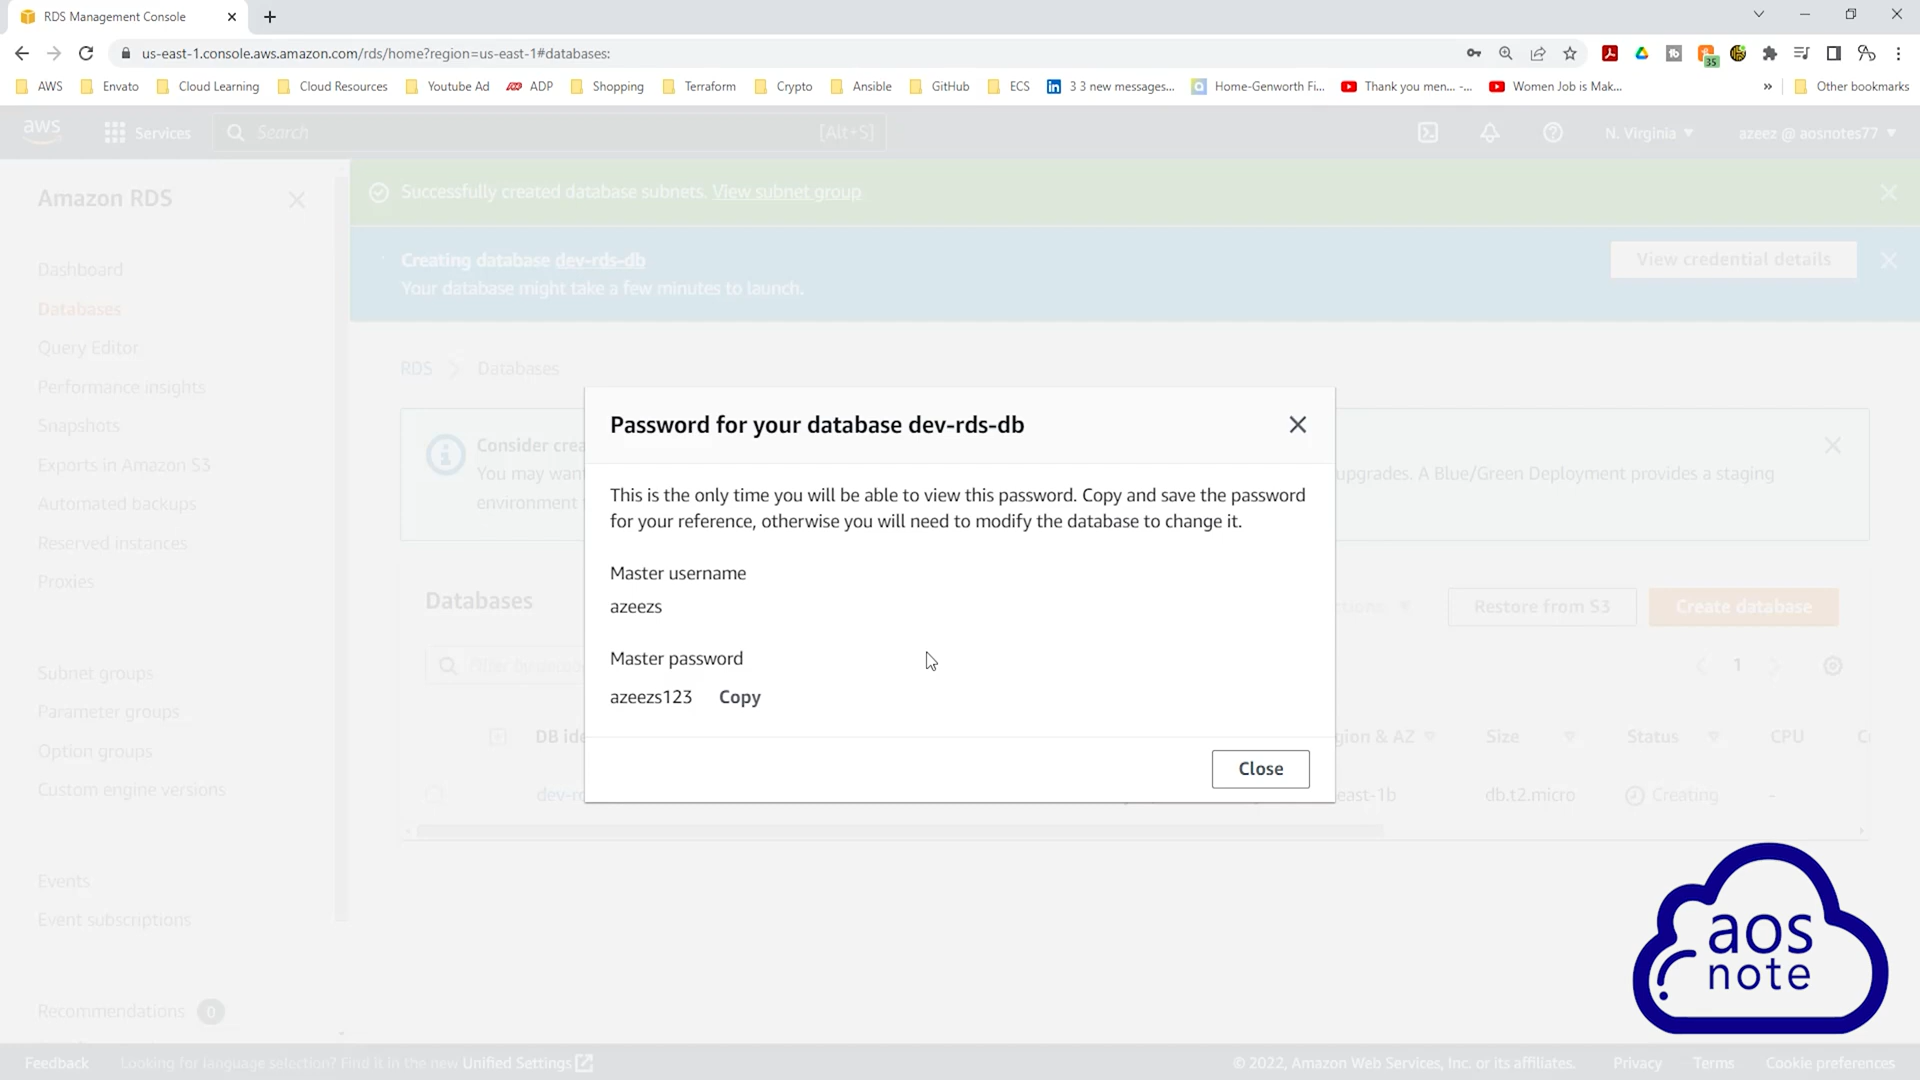 RDS Management Console
us-east-1.console.aws.amazon.com/rds/home?region=us-east-1#databases:
35
AWS Envato Cloud Learning Cloud Resources Youtube Ad ADP Shopping Terraform Crypto Ansible GitHub ECS 3 3 new messages... Home-Genworth Fi... Thank you men... -... Women Job is Mak... » Other bookmarks
aws Services Search [Alt+S] N. Virginia azeez @ aosnotes77
Amazon RDS
Dashboard
Databases
Query Editor
Performance insights
Snapshots
Exports in Amazon S3
Automated backups
Reserved instances
Proxies
Subnet groups
Parameter groups
Option groups
Custom engine versions
Events
Event subscriptions
Recommendations 0
Successfully created database subnets. View subnet group
Creating database dev-rds-db
Your database might take a few minutes to launch.
View credential details
RDS Databases
Consider crea
You may want upgrades. A Blue/Green Deployment provides a staging
environment
Databases
Restore from S3 Create database
1
DB ide gion & AZ Size Status CPU
dev-r east-1b db.t2.micro Creating -
Password for your database dev-rds-db
This is the only time you will be able to view this password. Copy and save the password
for your reference, otherwise you will need to modify the database to change it.
Master username
azeezs
Master password
azeezs123 Copy
Close
aos
note
Feedback Looking for language selection? Find it in the new Unified Settings © 2022, Amazon Web Services, Inc. or its affiliates. Privacy Terms Cookie preferences